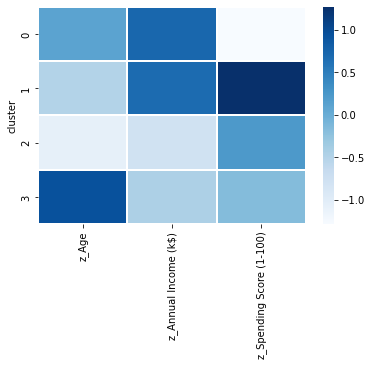 cluster
0
1
2
3
z_Age
z_Annual Income (k$)
z_Spending Score (1-100)
1.0
0.5
0.0
−0.5
−1.0